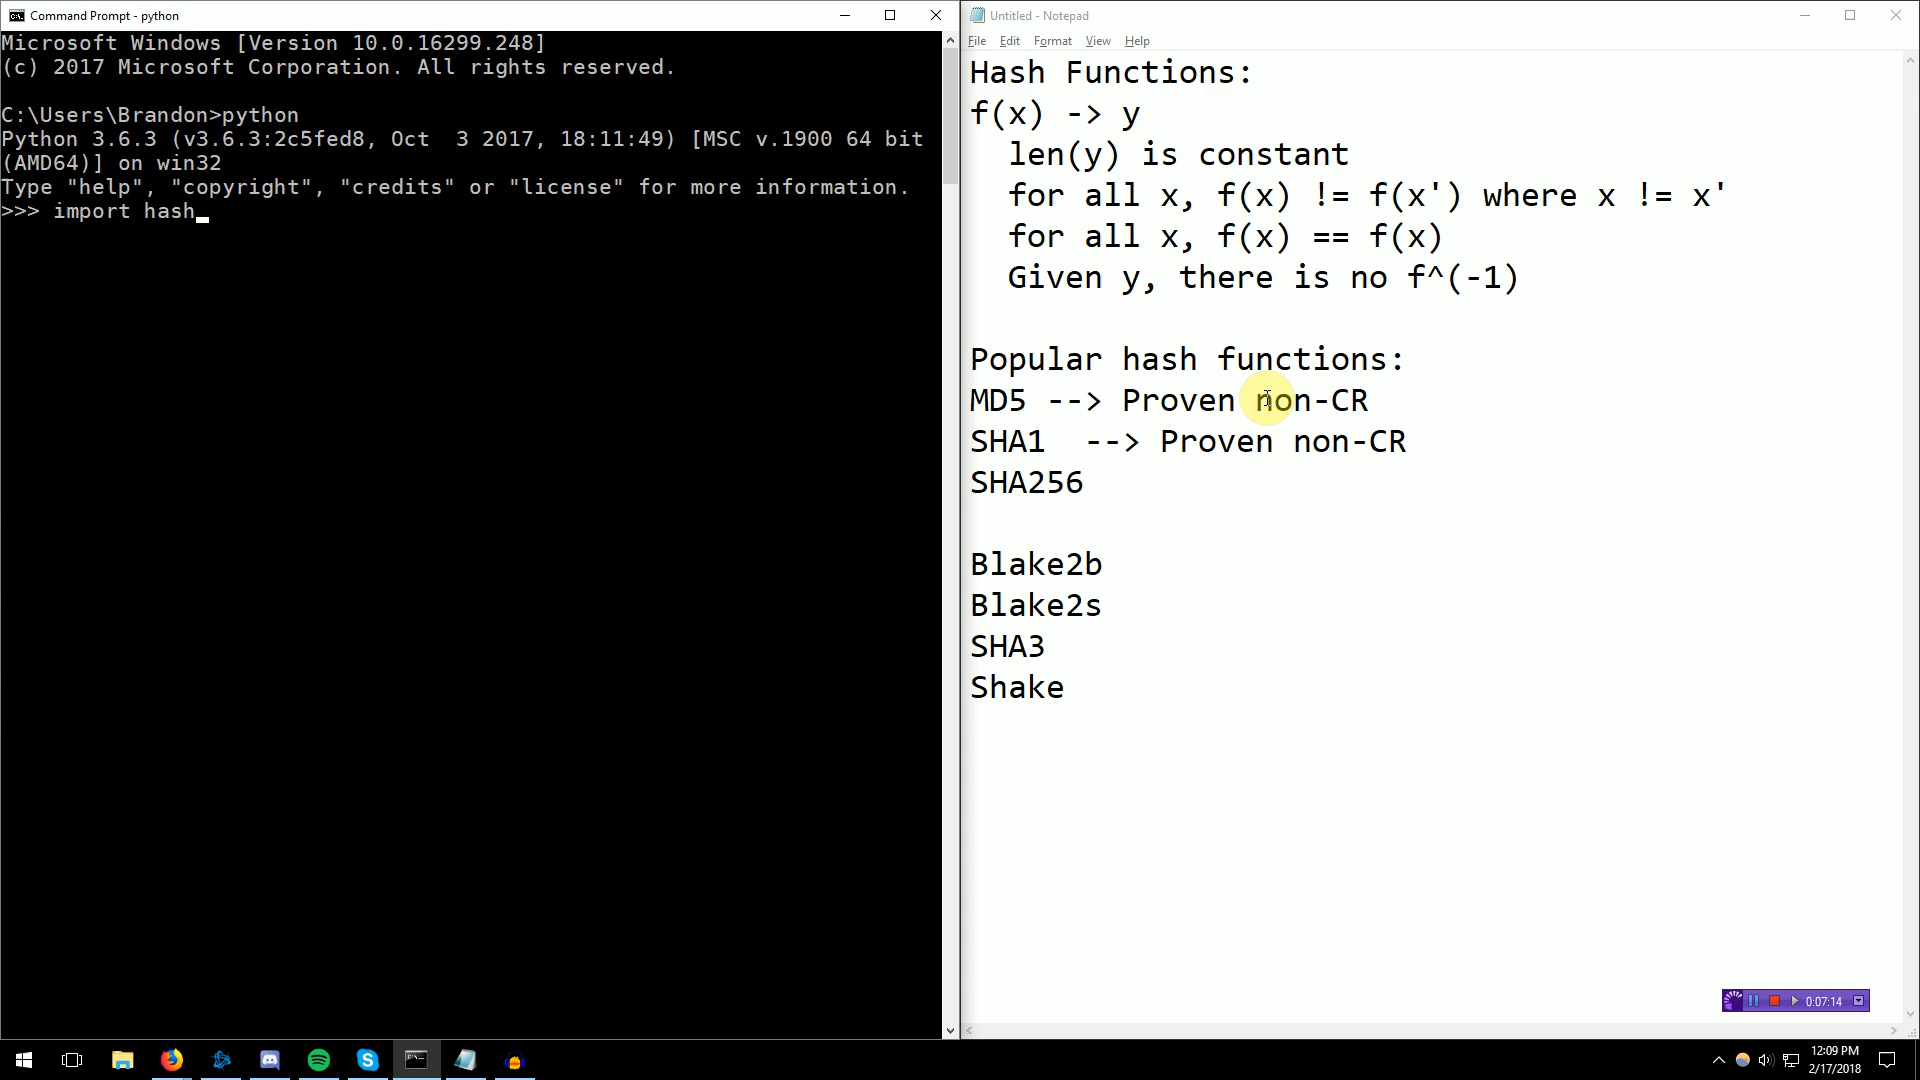 Command Prompt - python
Microsoft Windows [Version 10.0.16299.248]
(c) 2017 Microsoft Corporation. All rights reserved.
C:\Users\Brandon>python
Python 3.6.3 (v3.6.3:2c5fed8, Oct  3 2017, 18:11:49) [MSC v.1900 64 bit
(AMD64)] on win32
Type "help", "copyright", "credits" or "license" for more information.
>>> import hash_
Untitled - Notepad
File Edit Format View Help
Hash Functions:
f(x) -> y
  len(y) is constant
  for all x, f(x) != f(x') where x != x'
  for all x, f(x) == f(x)
  Given y, there is no f^(-1)
Popular hash functions:
MD5 --> Proven non-CR
SHA1  --> Proven non-CR
SHA256
Blake2b
Blake2s
SHA3
Shake
0:07:14
12:09 PM
2/17/2018